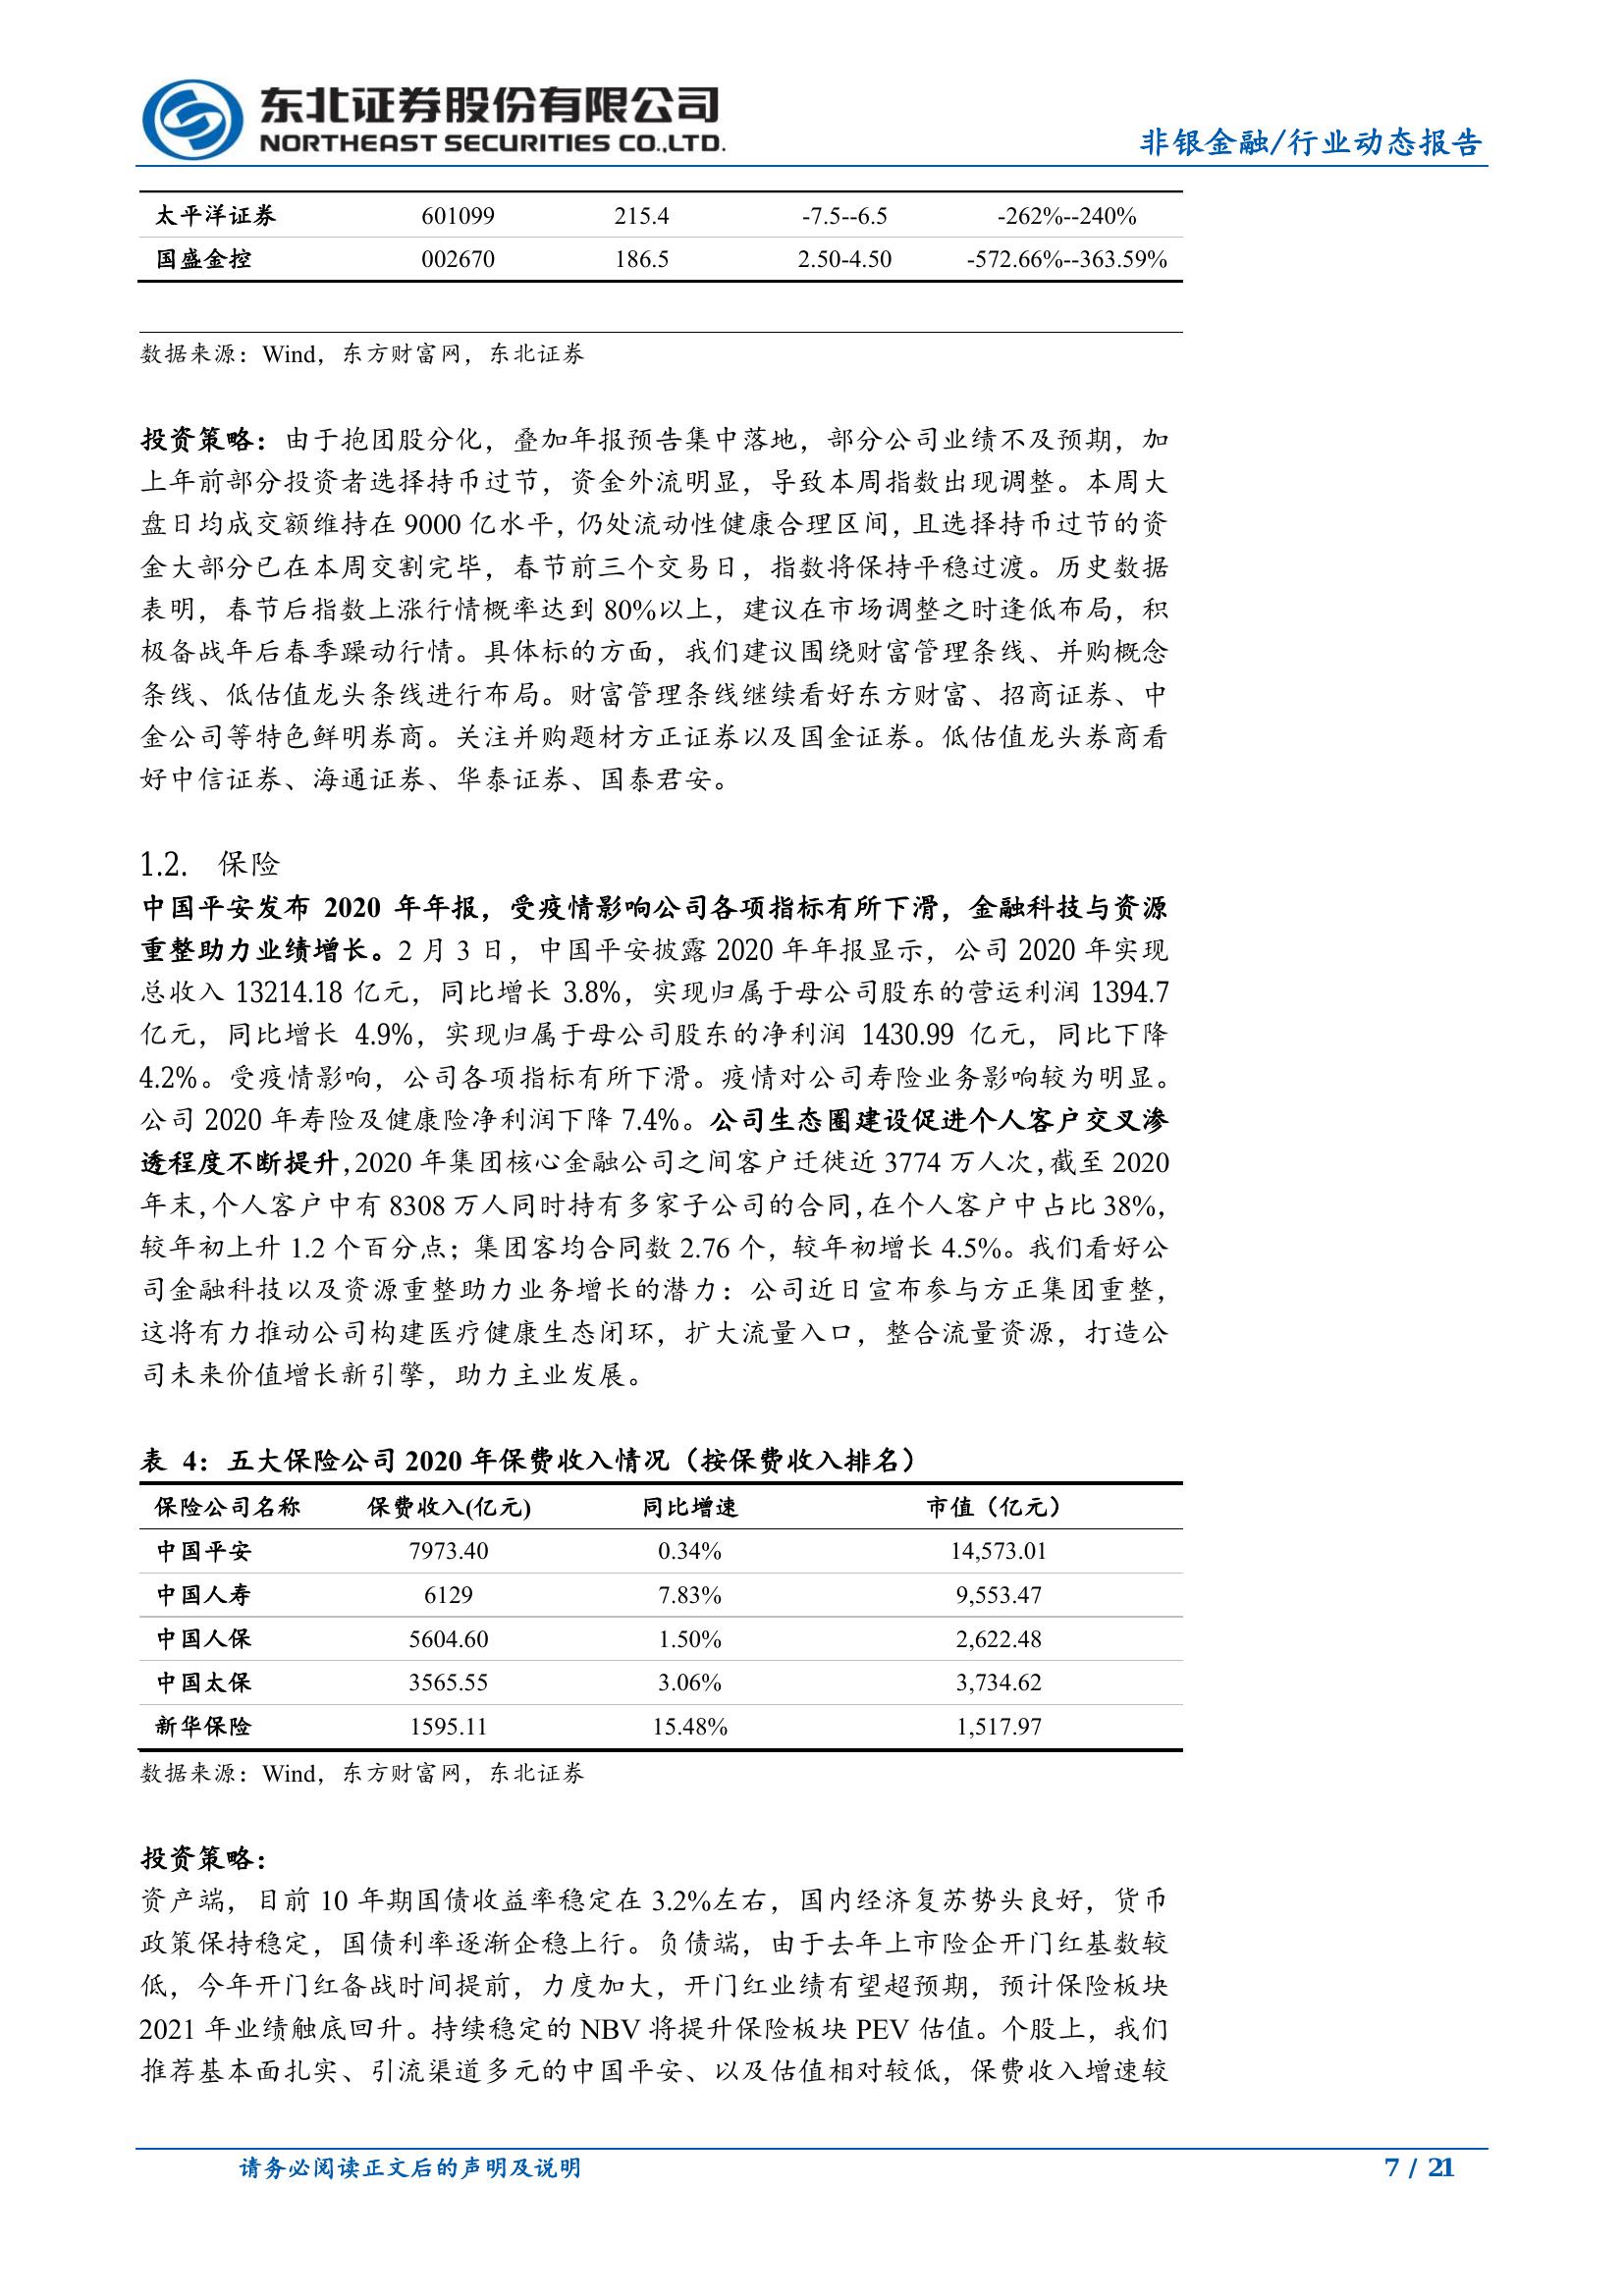 东北证券股份有限公司
NORTHEAST SECURITIES CO.,LTD.
非银金融/行业动态报告
太平洋证券 601099 215.4 -7.5--6.5 -262%--240%
国盛金控 002670 186.5 2.50-4.50 -572.66%--363.59%
数据来源：Wind，东方财富网，东北证券
投资策略：由于抱团股分化，叠加年报预告集中落地，部分公司业绩不及预期，加
上年前部分投资者选择持币过节，资金外流明显，导致本周指数出现调整。本周大
盘日均成交额维持在 9000 亿水平，仍处流动性健康合理区间，且选择持币过节的资
金大部分已在本周交割完毕，春节前三个交易日，指数将保持平稳过渡。历史数据
表明，春节后指数上涨行情概率达到 80%以上，建议在市场调整之时逢低布局，积
极备战年后春季躁动行情。具体标的方面，我们建议围绕财富管理条线、并购概念
条线、低估值龙头条线进行布局。财富管理条线继续看好东方财富、招商证券、中
金公司等特色鲜明券商。关注并购题材方正证券以及国金证券。低估值龙头券商看
好中信证券、海通证券、华泰证券、国泰君安。
1.2. 保险
中国平安发布 2020 年年报，受疫情影响公司各项指标有所下滑，金融科技与资源
重整助力业绩增长。2 月 3 日，中国平安披露 2020 年年报显示，公司 2020 年实现
总收入 13214.18 亿元，同比增长 3.8%，实现归属于母公司股东的营运利润 1394.7
亿元，同比增长 4.9%，实现归属于母公司股东的净利润 1430.99 亿元，同比下降
4.2%。受疫情影响，公司各项指标有所下滑。疫情对公司寿险业务影响较为明显。
公司 2020 年寿险及健康险净利润下降 7.4%。公司生态圈建设促进个人客户交叉渗
透程度不断提升，2020 年集团核心金融公司之间客户迁徙近 3774 万人次，截至 2020
年末，个人客户中有 8308 万人同时持有多家子公司的合同，在个人客户中占比 38%，
较年初上升 1.2 个百分点；集团客均合同数 2.76 个，较年初增长 4.5%。我们看好公
司金融科技以及资源重整助力业务增长的潜力：公司近日宣布参与方正集团重整，
这将有力推动公司构建医疗健康生态闭环，扩大流量入口，整合流量资源，打造公
司未来价值增长新引擎，助力主业发展。
表 4：五大保险公司 2020 年保费收入情况（按保费收入排名）
保险公司名称 保费收入(亿元) 同比增速 市值（亿元）
中国平安 7973.40 0.34% 14,573.01
中国人寿 6129 7.83% 9,553.47
中国人保 5604.60 1.50% 2,622.48
中国太保 3565.55 3.06% 3,734.62
新华保险 1595.11 15.48% 1,517.97
数据来源：Wind，东方财富网，东北证券
投资策略：
资产端，目前 10 年期国债收益率稳定在 3.2%左右，国内经济复苏势头良好，货币
政策保持稳定，国债利率逐渐企稳上行。负债端，由于去年上市险企开门红基数较
低，今年开门红备战时间提前，力度加大，开门红业绩有望超预期，预计保险板块
2021 年业绩触底回升。持续稳定的 NBV 将提升保险板块 PEV 估值。个股上，我们
推荐基本面扎实、引流渠道多元的中国平安、以及估值相对较低，保费收入增速较
请务必阅读正文后的声明及说明
7 / 21